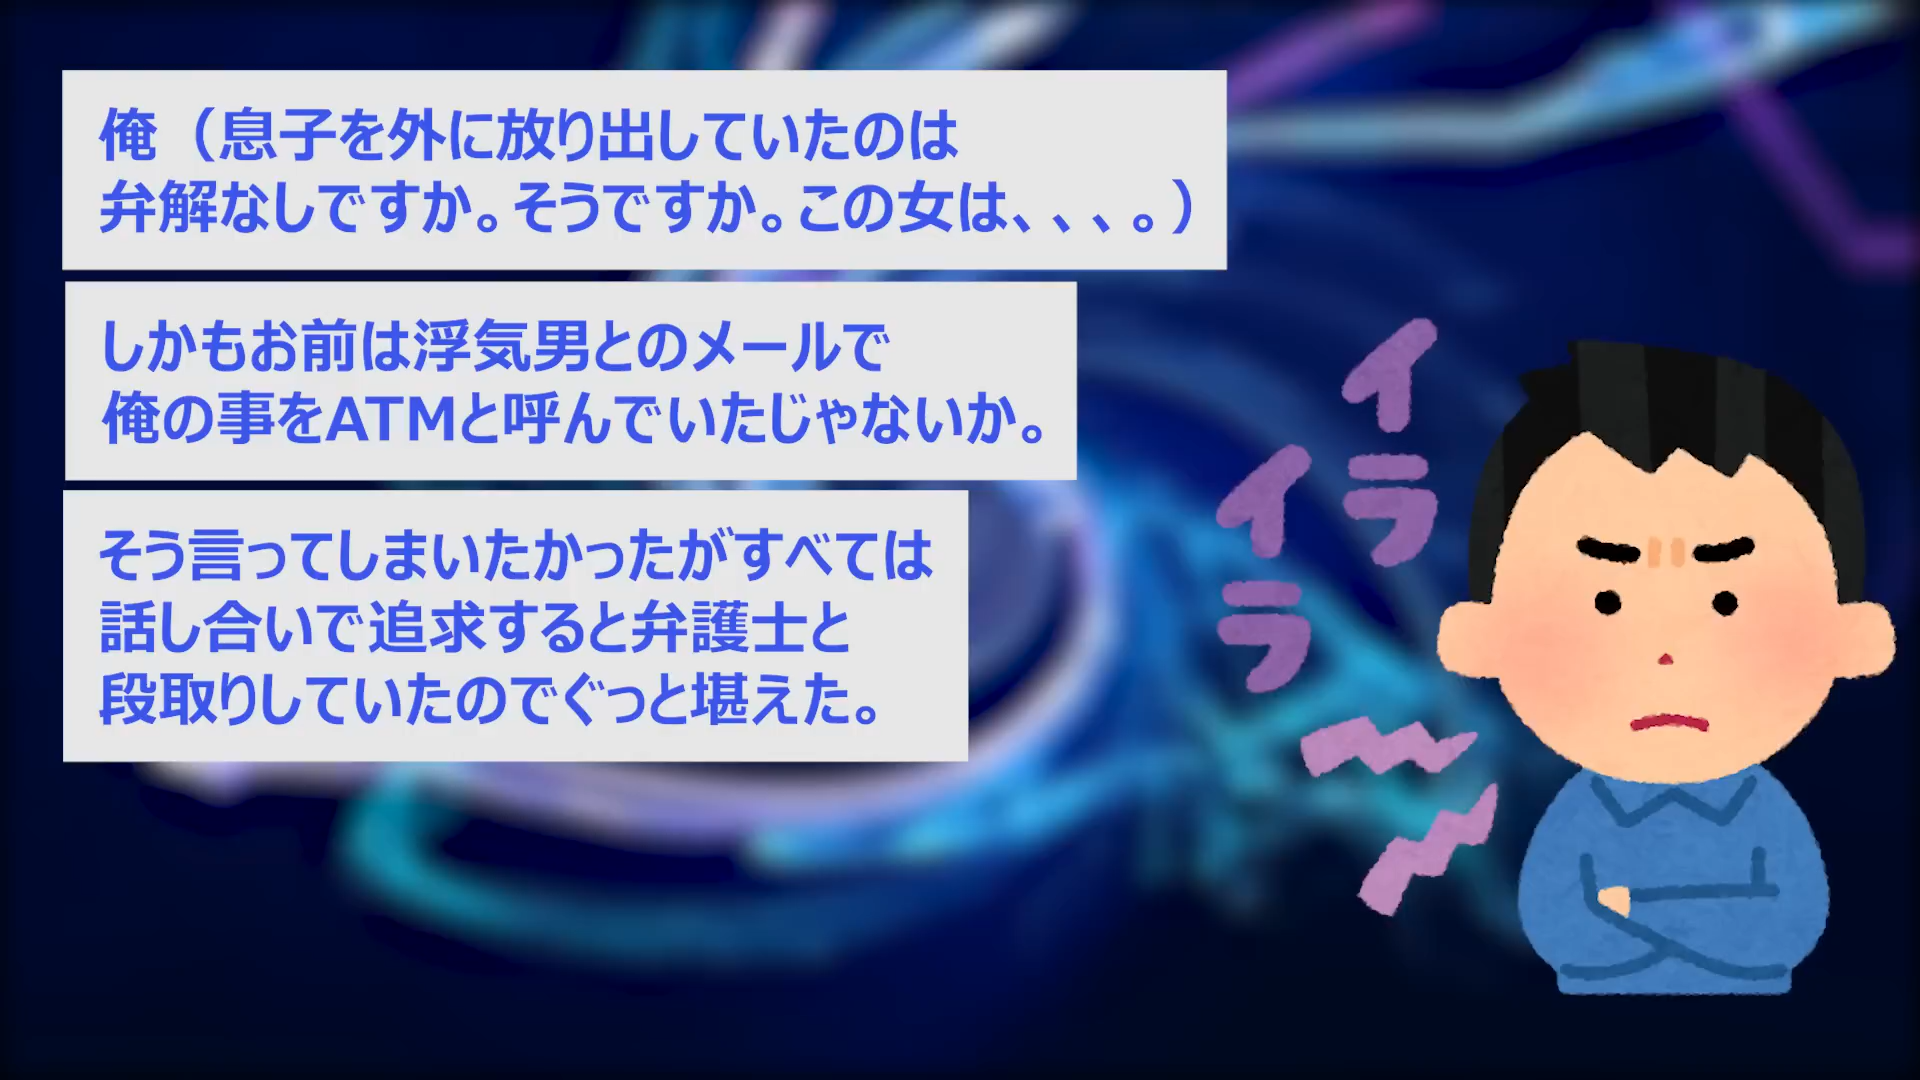 俺（息子を外に放り出していたのは
弁解なしですか。そうですか。この女は、、、。）
しかもお前は浮気男とのメールで
俺の事をATMと呼んでいたじゃないか。
そう言ってしまいたかったがすべては
話し合いで追求すると弁護士と
段取りしていたのでぐっと堪えた。
イライラ